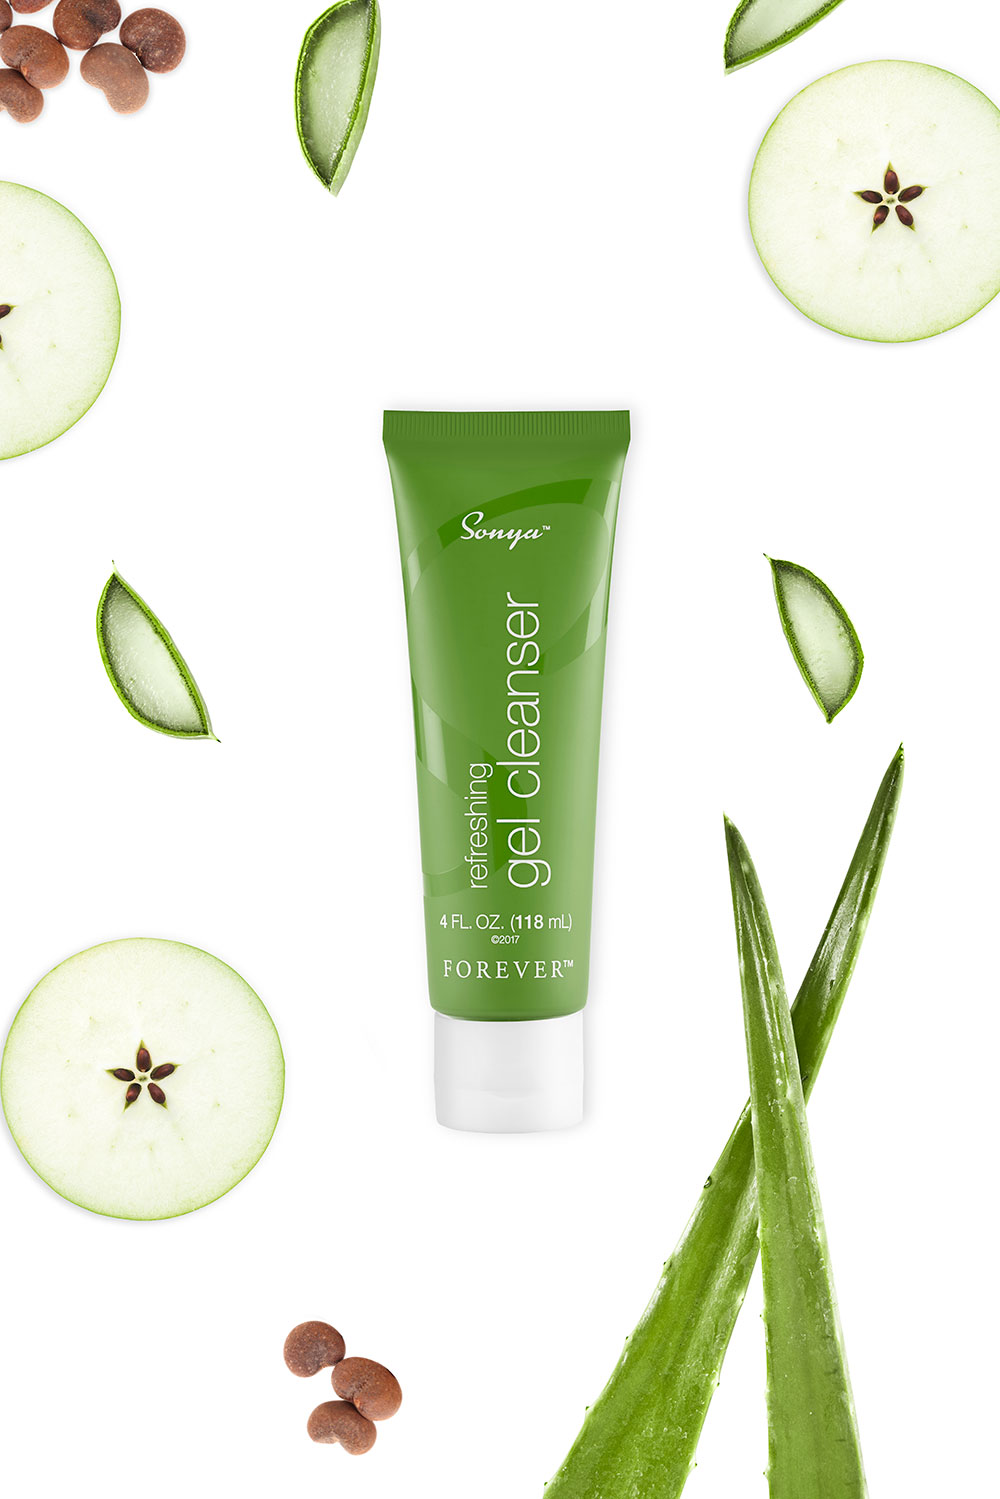 Sonya™
refreshing
gel cleanser
4 FL. OZ. (118 mL)
©2017
FOREVER™